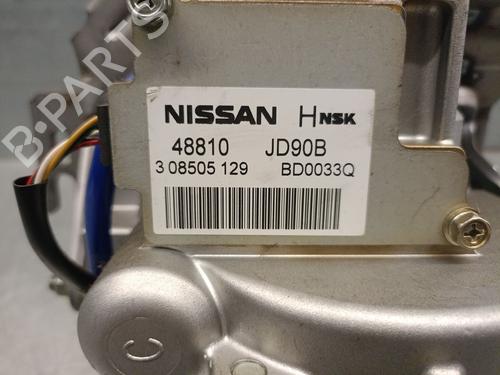 B-PARTS
NISSAN H NSK
48810 JD90B
3 08505 129 BD0033Q
C